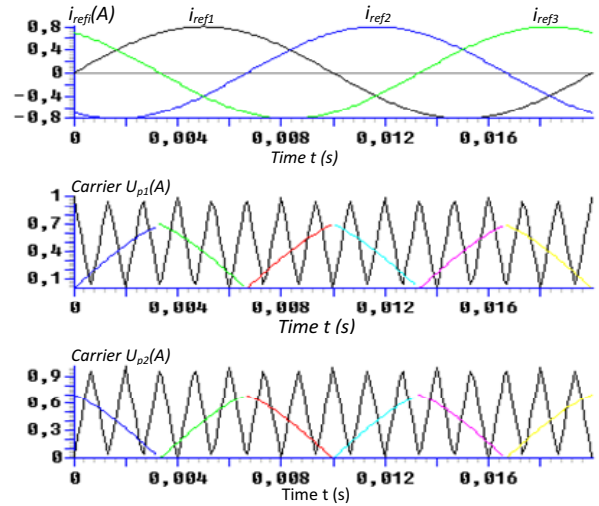 i_refi(A) i_ref1 i_ref2 i_ref3
0,8
0,4
0
-0,4
-0,8
0 0,004 0,008 0,012 0,016
Time t (s)
Carrier U_p1(A)
1
0,7
0,4
0,1
0 0,004 0,008 0,012 0,016
Time t (s)
Carrier U_p2(A)
0,9
0,6
0,3
0
0 0,004 0,008 0,012 0,016
Time t (s)